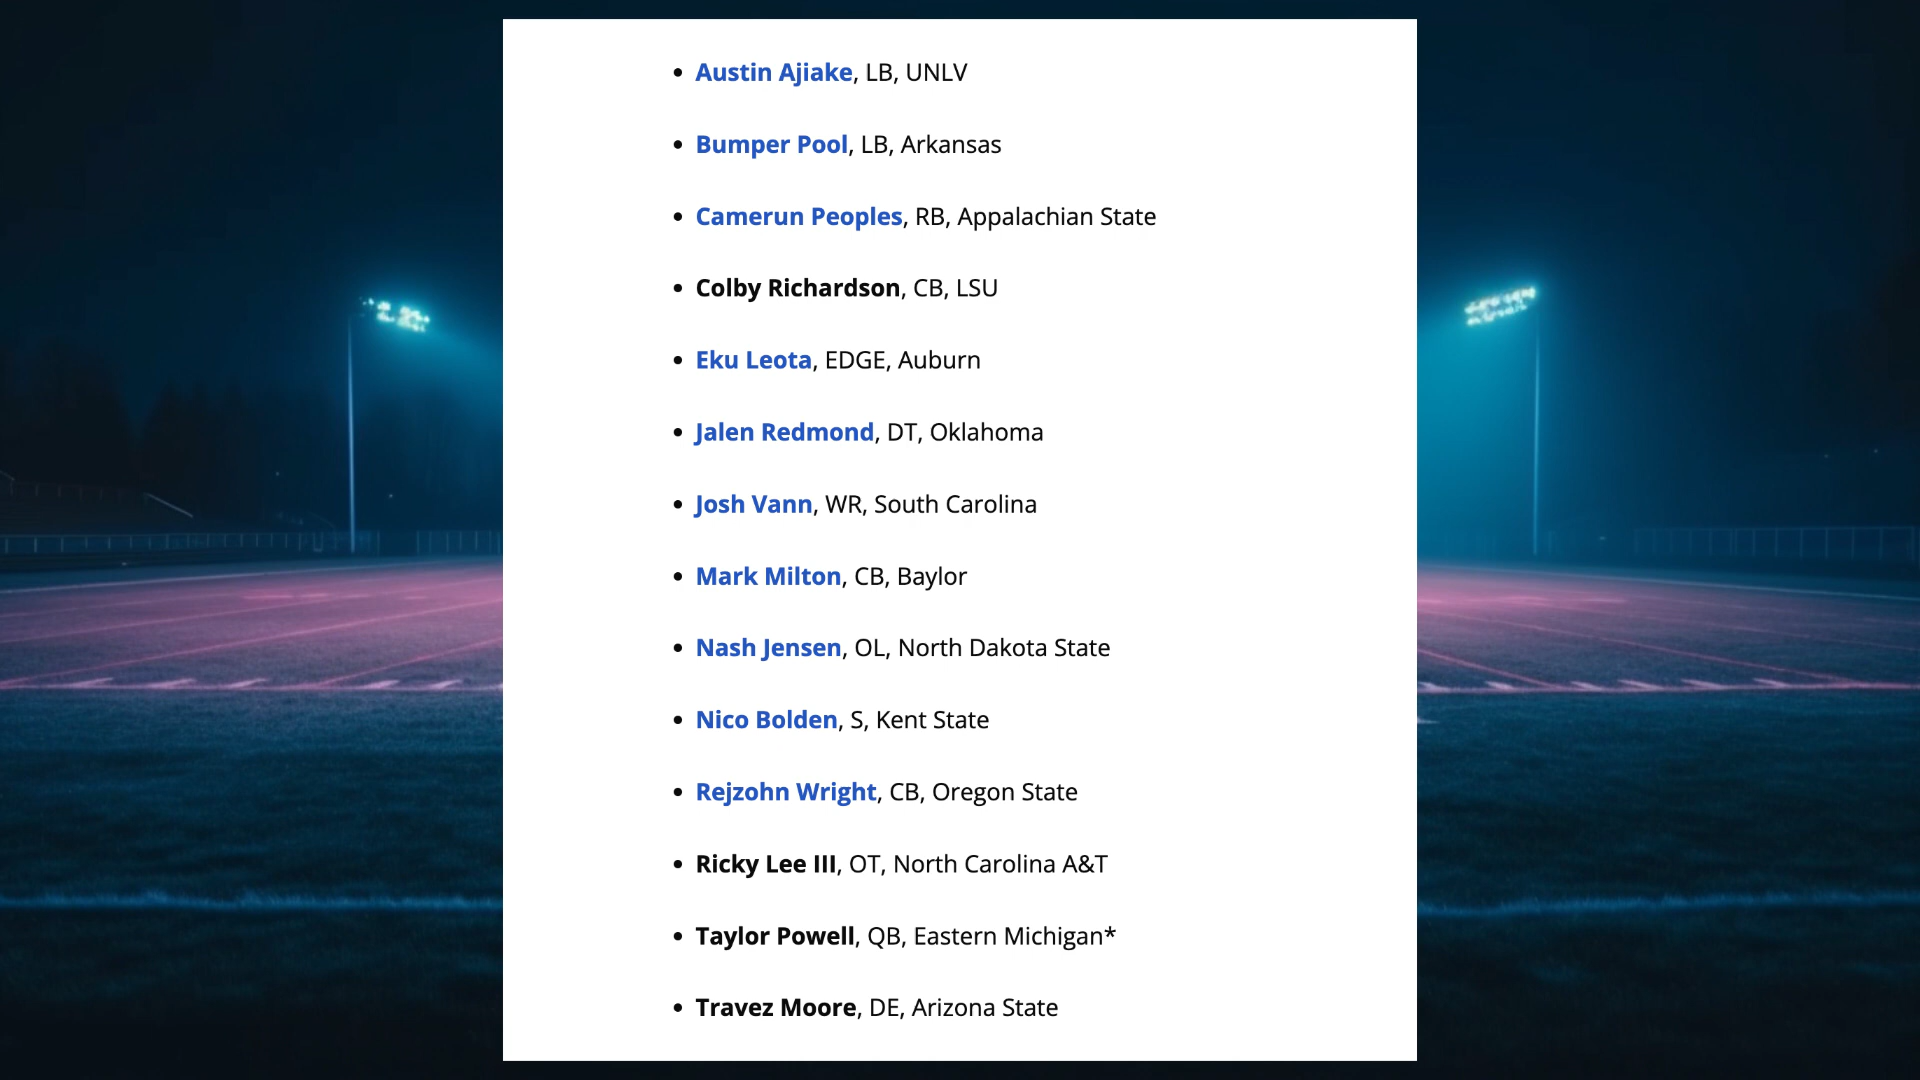 • Austin Ajiake, LB, UNLV
• Bumper Pool, LB, Arkansas
• Camerun Peoples, RB, Appalachian State
• Colby Richardson, CB, LSU
• Eku Leota, EDGE, Auburn
• Jalen Redmond, DT, Oklahoma
• Josh Vann, WR, South Carolina
• Mark Milton, CB, Baylor
• Nash Jensen, OL, North Dakota State
• Nico Bolden, S, Kent State
• Rejzohn Wright, CB, Oregon State
• Ricky Lee III, OT, North Carolina A&T
• Taylor Powell, QB, Eastern Michigan*
• Travez Moore, DE, Arizona State